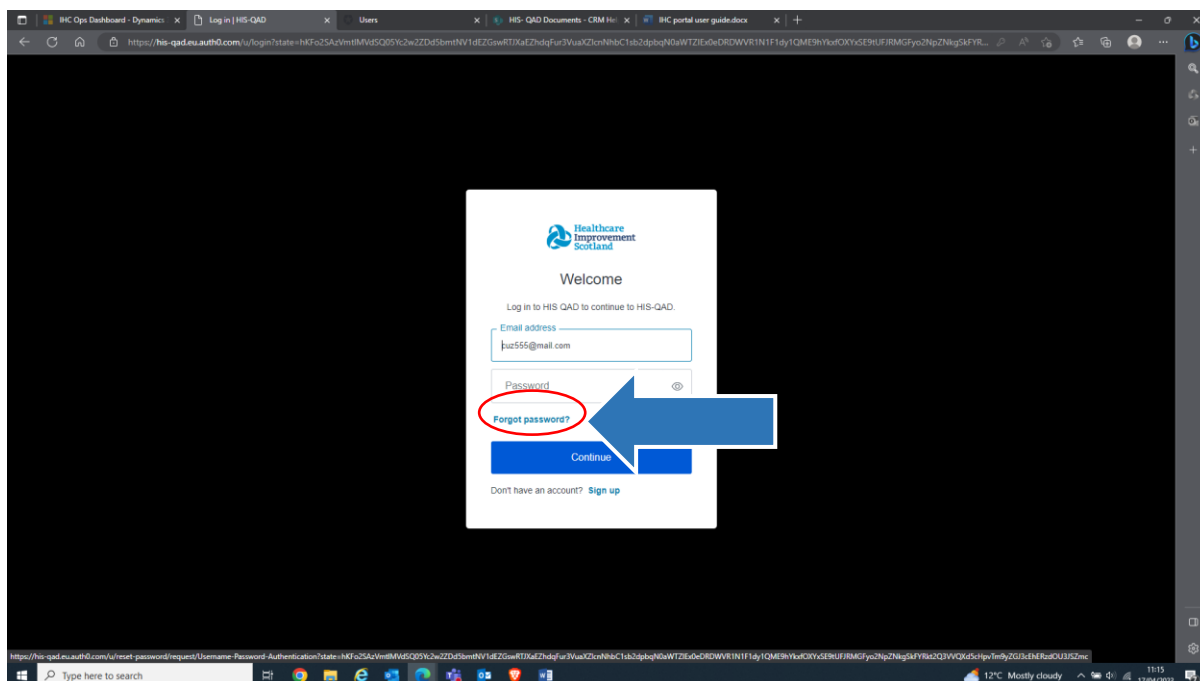 IHC Ops Dashboard - Dynamics
Log in | HIS-QAD
Users
HIS- QAD Documents - CRM Hel
IHC portal user guide.docx
Healthcare
Improvement
Scotland
Welcome
Log in to HIS QAD to continue to HIS-QAD.
Email address
cuz555@mail.com
Password
Forgot password?
Continue
Don't have an account? Sign up
Type here to search
12°C Mostly cloudy
11:15